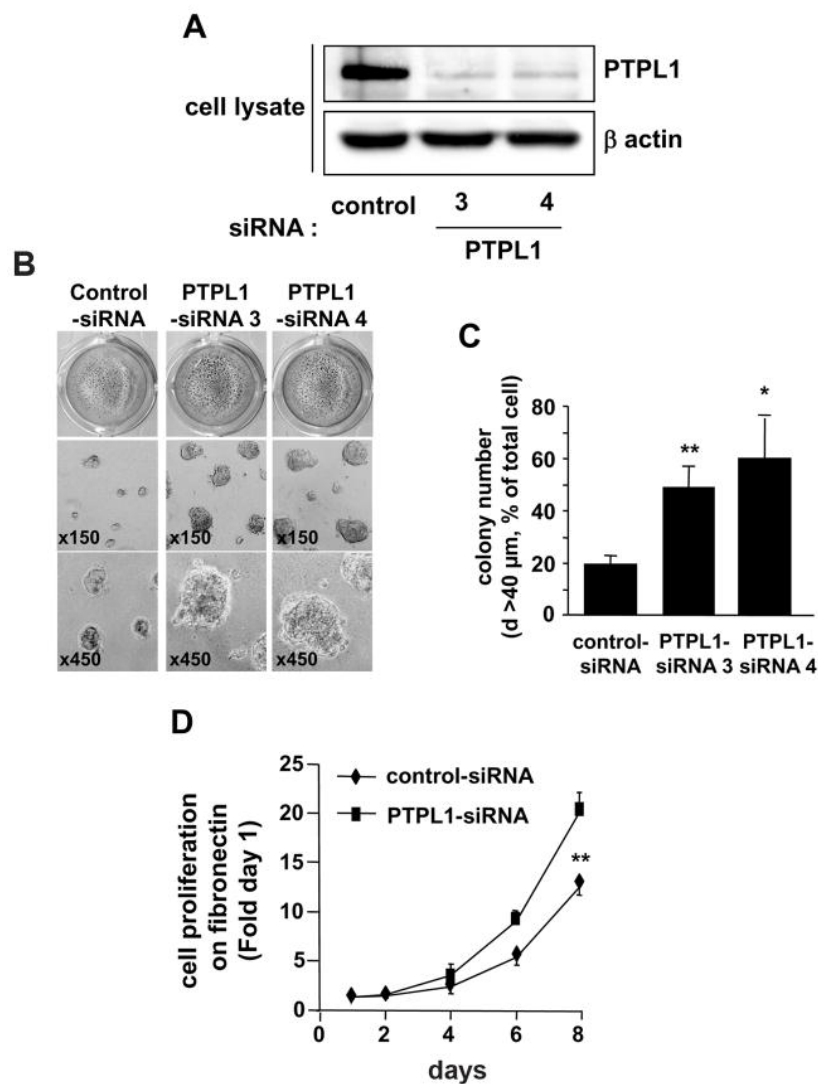 A
PTPL1
cell lysate
β actin
control 3 4
siRNA :
PTPL1
B
Control
-siRNA
PTPL1
-siRNA 3
PTPL1
-siRNA 4
x150
x150
x150
x450
x450
x450
C
colony number
(d >40 μm, % of total cell)
80
60
40
20
0
**
*
control-
siRNA
PTPL1-
siRNA 3
PTPL1-
siRNA 4
D
cell proliferation
on fibronectin
(Fold day 1)
25
20
15
10
5
0
control-siRNA
PTPL1-siRNA
**
0 2 4 6 8
days